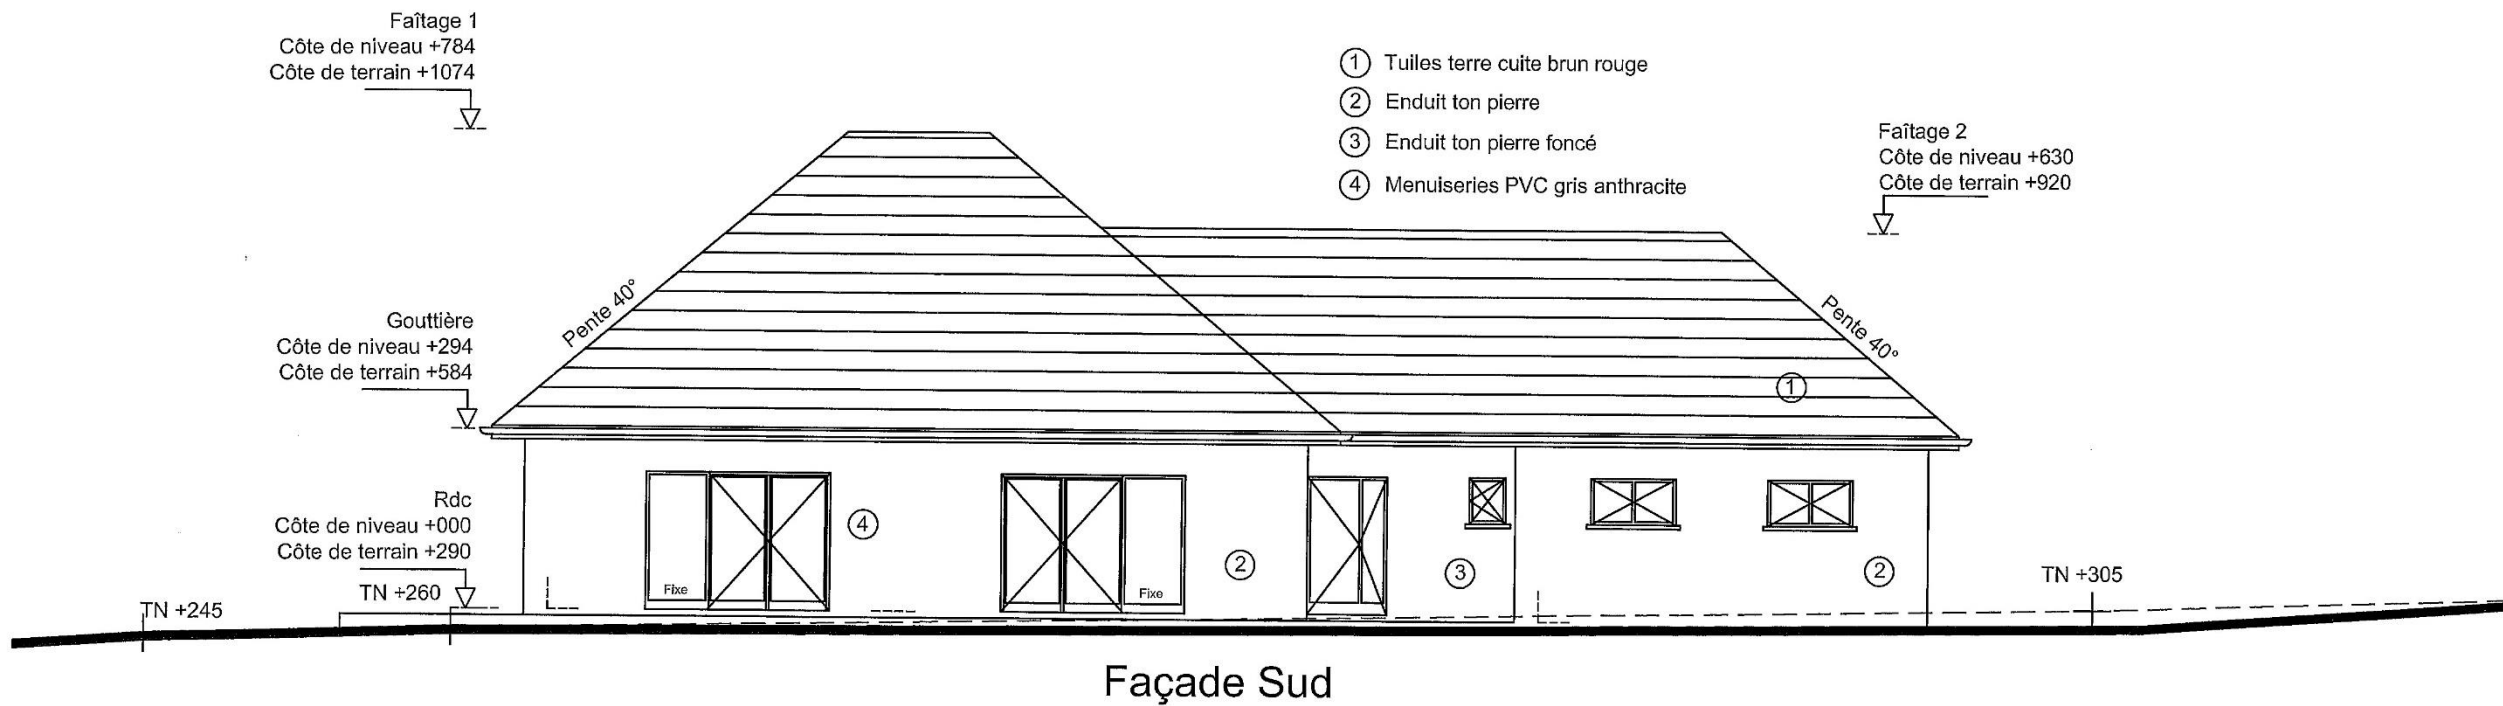 Faîtage 1
Côte de niveau +784
Côte de terrain +1074
1 Tuiles terre cuite brun rouge
2 Enduit ton pierre
3 Enduit ton pierre foncé
4 Menuiseries PVC gris anthracite
Faîtage 2
Côte de niveau +630
Côte de terrain +920
Pente 40°
Pente 40°
Gouttière
Côte de niveau +294
Côte de terrain +584
1
Rdc
Côte de niveau +000
Côte de terrain +290
4
2
3
2
Fixe
Fixe
TN +245
TN +260
TN +305
Façade Sud